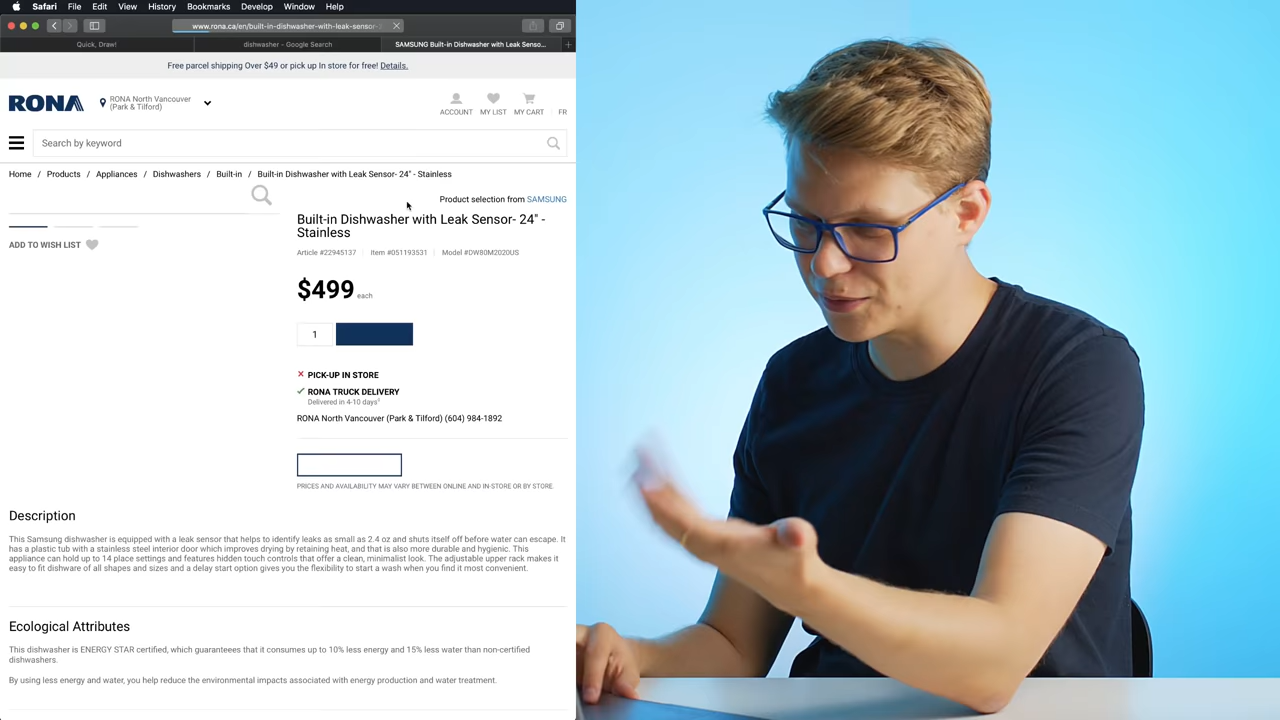 Safari File Edit View History Bookmarks Develop Window Help
www.rona.ca/en/built-in-dishwasher-with-leak-sensor-
Quick, Draw!
dishwasher - Google Search
SAMSUNG Built-in Dishwasher with Leak Senso...
Free parcel shipping Over $49 or pick up In store for free! Details.
RONA
RONA North Vancouver
(Park & Tilford)
ACCOUNT MY LIST MY CART FR
Search by keyword
Home / Products / Appliances / Dishwashers / Built-in / Built-in Dishwasher with Leak Sensor- 24" - Stainless
Product selection from SAMSUNG
Built-in Dishwasher with Leak Sensor- 24" -
Stainless
ADD TO WISH LIST
Article #22945137 Item #051193531 Model #DW80M2020US
$499 each
1
PICK-UP IN STORE
RONA TRUCK DELIVERY
Delivered in 4-10 days
RONA North Vancouver (Park & Tilford) (604) 984-1892
PRICES AND AVAILABILITY MAY VARY BETWEEN ONLINE AND IN-STORE OR BY STORE.
Description
This Samsung dishwasher is equipped with a leak sensor that helps to identify leaks as small as 2.4 oz and shuts itself off before water can escape. It
has a plastic tub with a stainless steel interior door which improves drying by retaining heat, and that is also more durable and hygienic. This
appliance can hold up to 14 place settings and features hidden touch controls that offer a clean, minimalist look. The adjustable upper rack makes it
easy to fit dishware of all shapes and sizes and a delay start option gives you the flexibility to start a wash when you find it most convenient.
Ecological Attributes
This dishwasher is ENERGY STAR certified, which guarantees that it consumes up to 10% less energy and 15% less water than non-certified
dishwashers.
By using less energy and water, you help reduce the environmental impacts associated with energy production and water treatment.